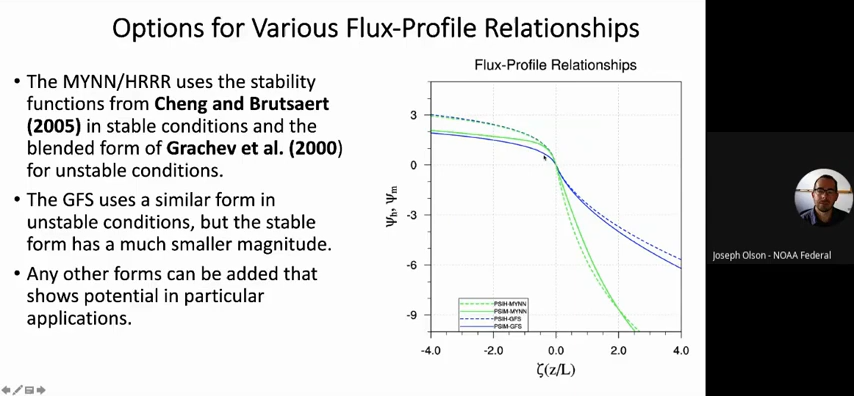 Options for Various Flux-Profile Relationships
• The MYNN/HRRR uses the stability
functions from Cheng and Brutsaert
(2005) in stable conditions and the
blended form of Grachev et al. (2000)
for unstable conditions.
• The GFS uses a similar form in
unstable conditions, but the stable
form has a much smaller magnitude.
• Any other forms can be added that
shows potential in particular
applications.
Flux-Profile Relationships
3
0
-3
-6
-9
Ψh, Ψm
PSIH-MYNN
PSIM-MYNN
PSIH-GFS
PSIM-GFS
-4.0 -2.0 0.0 2.0 4.0
ζ(z/L)
Joseph Olson - NOAA Federal